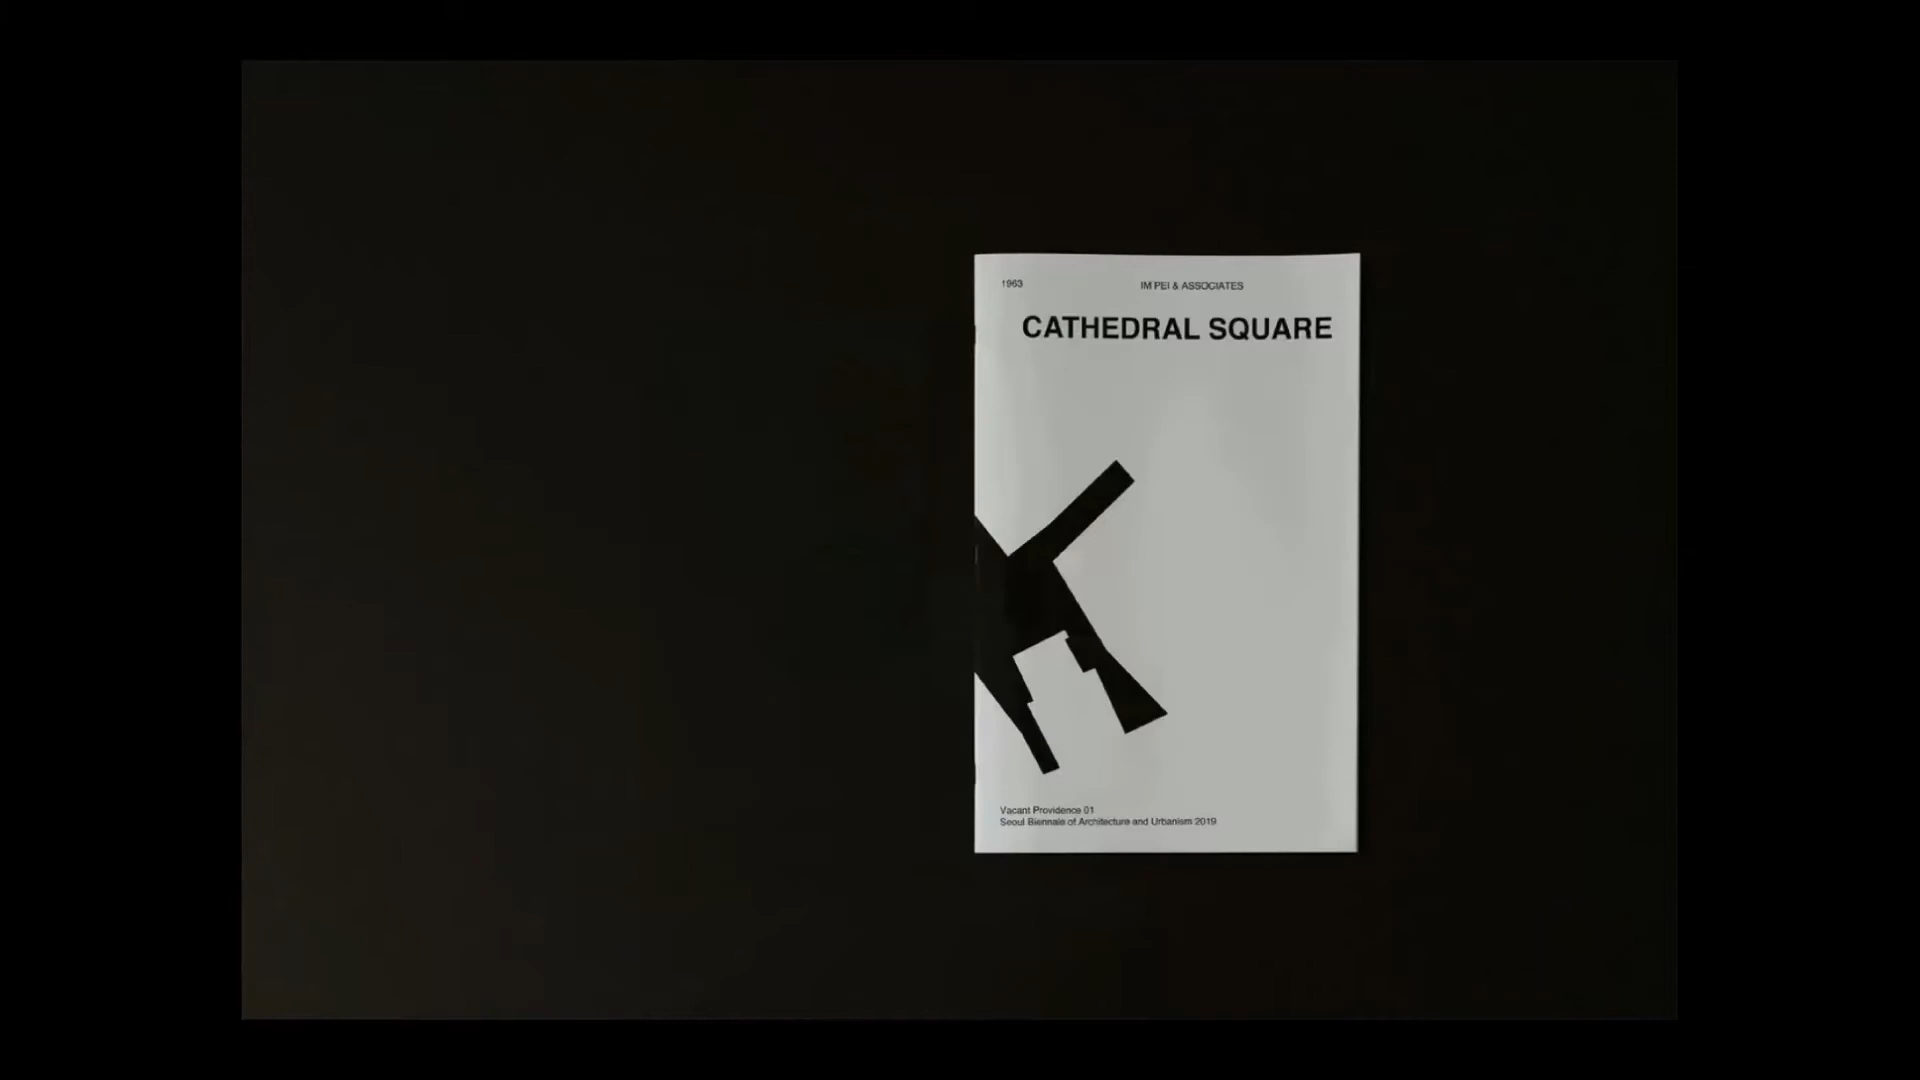 1963
IM PEI & ASSOCIATES
CATHEDRAL SQUARE
Vacant Providence 01
Seoul Biennale of Architecture and Urbanism 2019